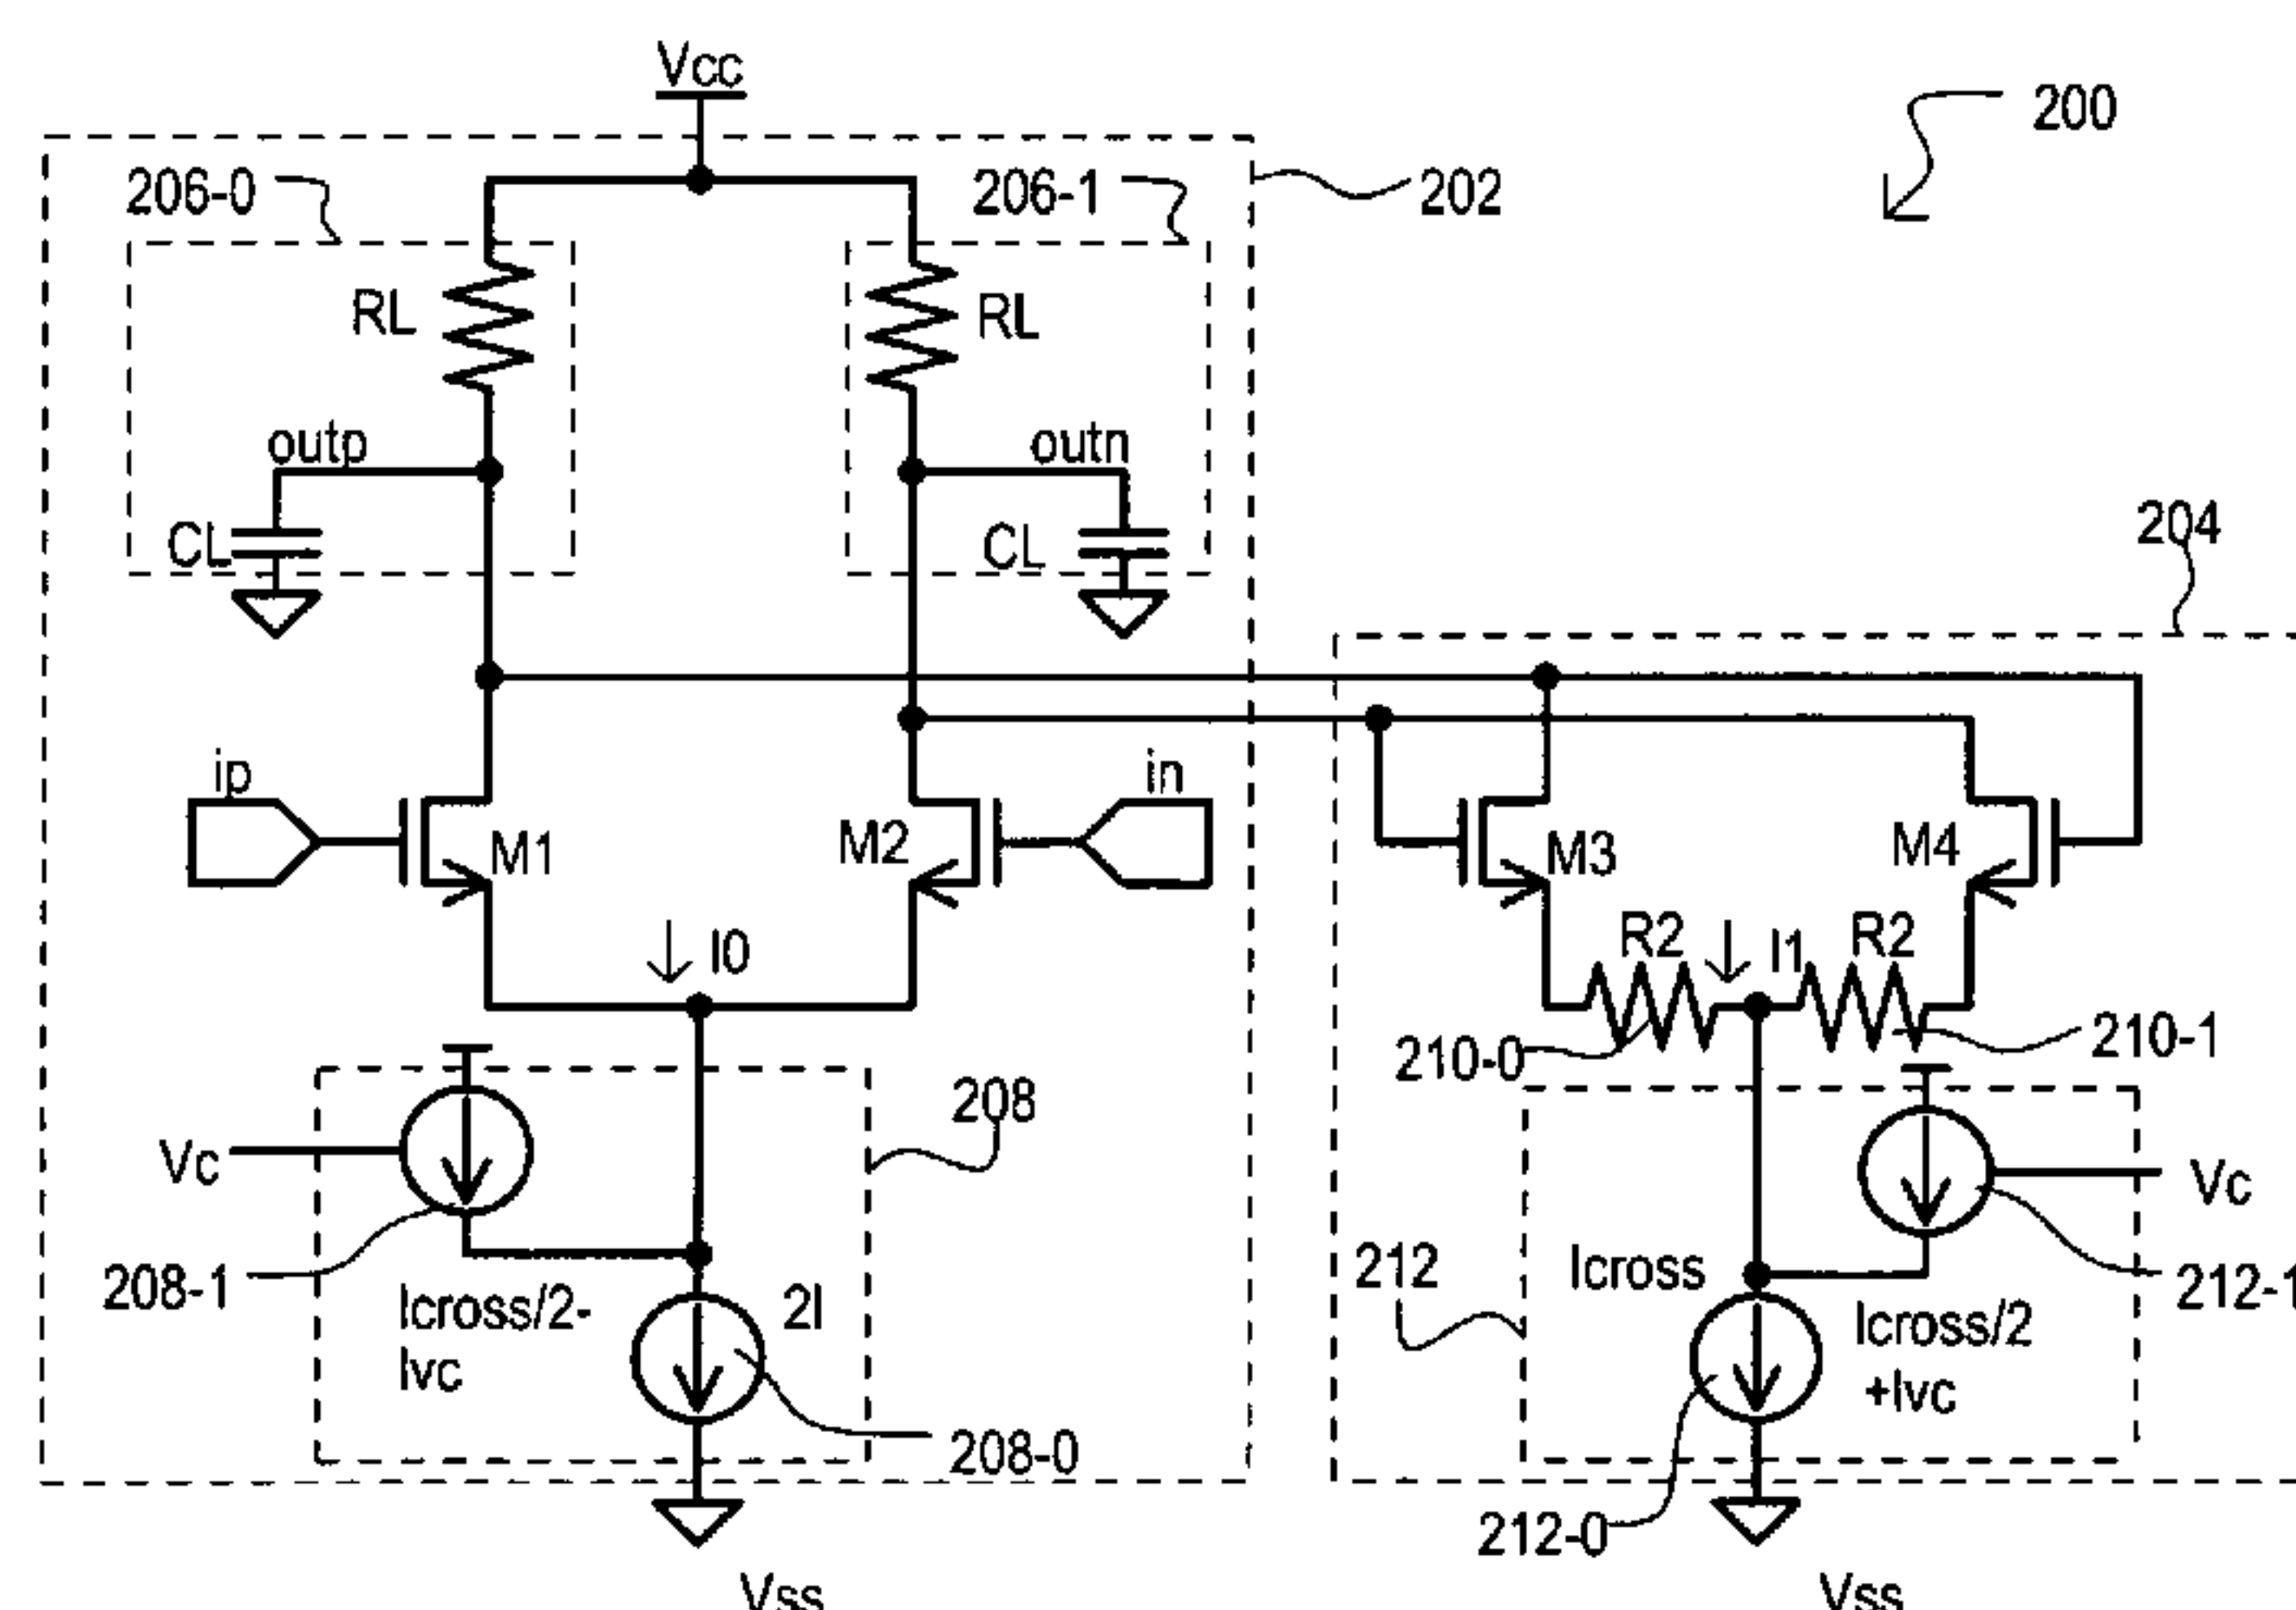 Vcc
200
206-0
206-1
202
RL
RL
outp
outn
CL
CL
204
ip
in
M1
M2
M3
M4
I0
R2
I1
R2
210-0
210-1
208
Vc
Vc
208-1
Icross/2-
Ivc
2I
212
Icross
212-1
Icross/2
+Ivc
208-0
212-0
Vss
Vss